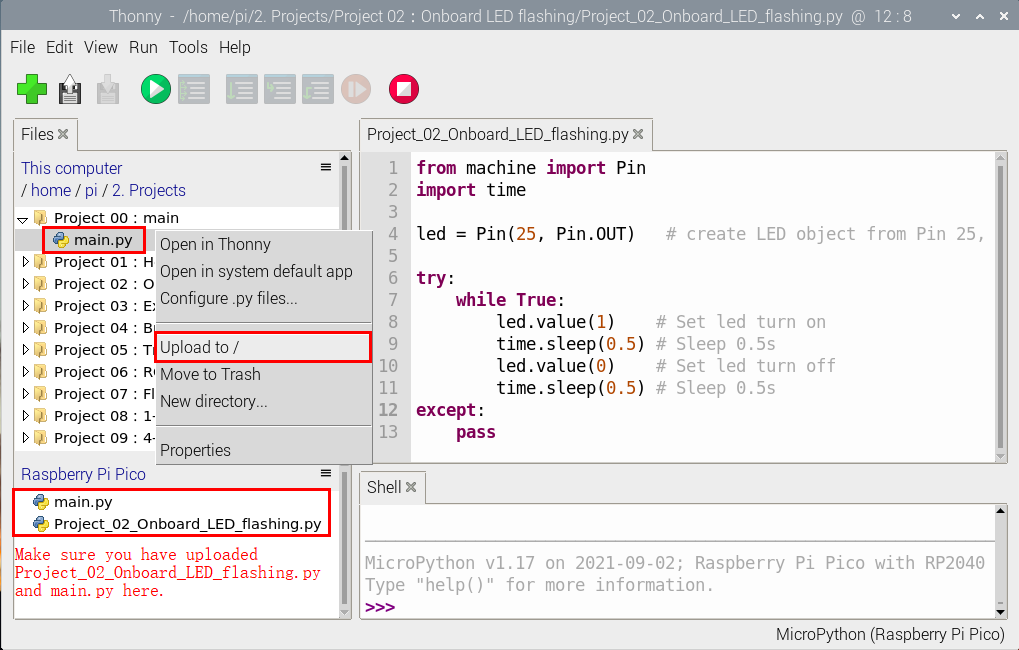 Thonny - /home/pi/2. Projects/Project 02 : Onboard LED flashing/Project_02_Onboard_LED_flashing.py @ 12 : 8
File Edit View Run Tools Help
Files
This computer
/ home / pi / 2. Projects
Project 00 : main
main.py
Project 01 : H
Project 02 : O
Project 03 : Ex
Project 04 : B
Project 05 : Tr
Project 06 : R
Project 07 : Fl
Project 08 : 1-
Project 09 : 4-
Open in Thonny
Open in system default app
Configure .py files...
Upload to /
Move to Trash
New directory...
Properties
Raspberry Pi Pico
main.py
Project_02_Onboard_LED_flashing.py
Make sure you have uploaded
Project_02_Onboard_LED_flashing.py
and main.py here.
Project_02_Onboard_LED_flashing.py
1 from machine import Pin
2 import time
3
4 led = Pin(25, Pin.OUT) # create LED object from Pin 25,
5
6 try:
7 while True:
8 led.value(1) # Set led turn on
9 time.sleep(0.5) # Sleep 0.5s
10 led.value(0) # Set led turn off
11 time.sleep(0.5) # Sleep 0.5s
12 except:
13 pass
Shell
MicroPython v1.17 on 2021-09-02; Raspberry Pi Pico with RP2040
Type "help()" for more information.
>>>
MicroPython (Raspberry Pi Pico)